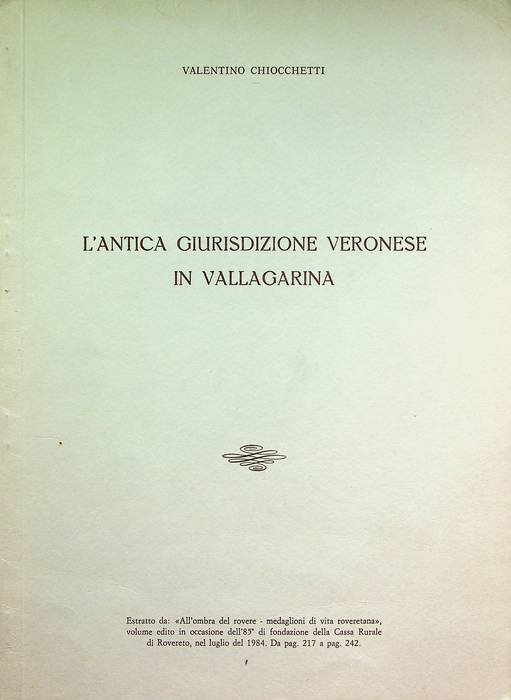 VALENTINO CHIOCCHETTI
L'ANTICA GIURISDIZIONE VERONESE
IN VALLAGARINA
Estratto da: «All'ombra del rovere - medaglioni di vita roveretana»,
volume edito in occasione dell'85° di fondazione della Cassa Rurale
di Rovereto, nel luglio del 1984. Da pag. 217 a pag. 242.